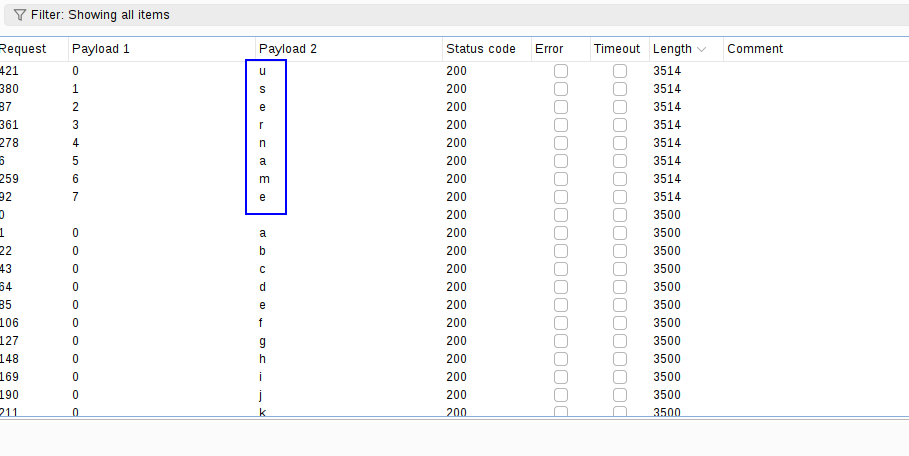 Filter: Showing all items
Request Payload 1 Payload 2 Status code Error Timeout Length Comment
421 0 u 200 3514
380 1 s 200 3514
87 2 e 200 3514
361 3 r 200 3514
278 4 n 200 3514
6 5 a 200 3514
259 6 m 200 3514
92 7 e 200 3514
0 200 3500
1 0 a 200 3500
22 0 b 200 3500
43 0 c 200 3500
64 0 d 200 3500
85 0 e 200 3500
106 0 f 200 3500
127 0 g 200 3500
148 0 h 200 3500
169 0 i 200 3500
190 0 j 200 3500
211 0 k 200 3500